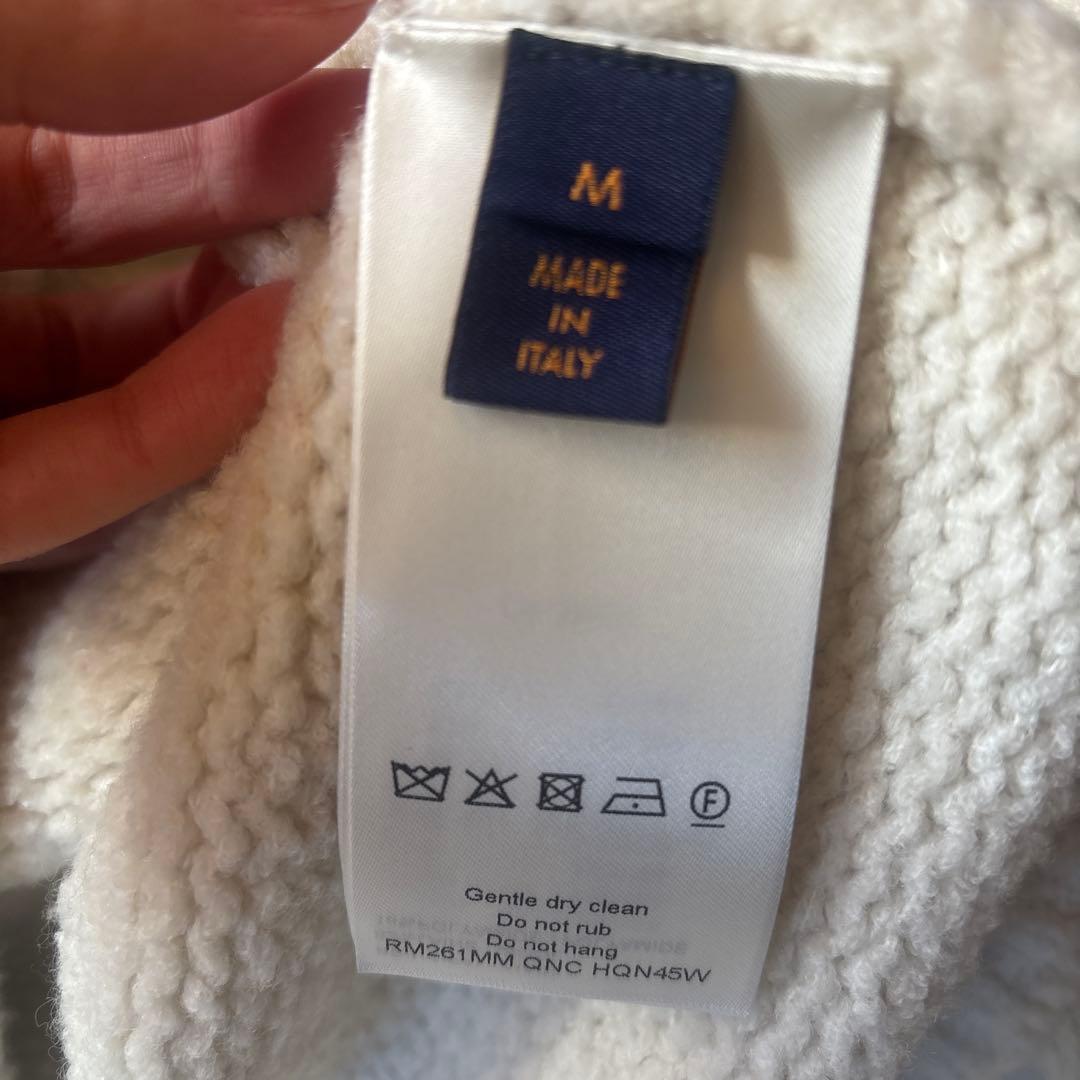 M
MADE
IN
ITALY
F
Gentle dry clean
Do not rub
Do not hang
RM261MM QNC HQN45W